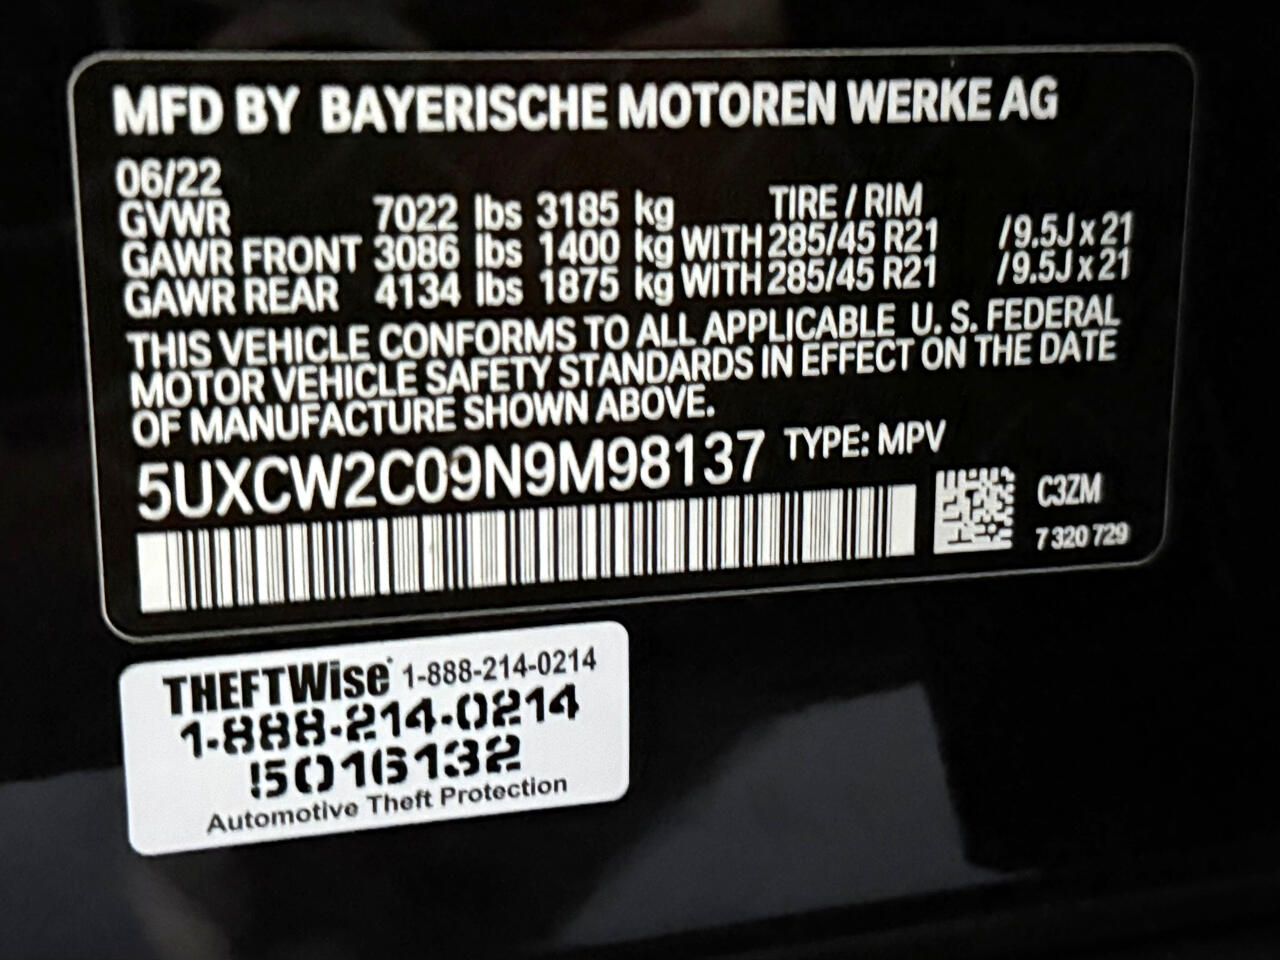 MFD BY BAYERISCHE MOTOREN WERKE AG
06/22
TIRE / RIM
GVWR 7022 lbs 3185 kg
GAWR FRONT 3086 lbs 1400 kg WITH 285/45 R21 /9.5J x 21
GAWR REAR 4134 lbs 1875 kg WITH 285/45 R21 /9.5J x 21
THIS VEHICLE CONFORMS TO ALL APPLICABLE U. S. FEDERAL
MOTOR VEHICLE SAFETY STANDARDS IN EFFECT ON THE DATE
OF MANUFACTURE SHOWN ABOVE.
5UXCW2C09N9M98137 TYPE: MPV
C3ZM
7 320 729
THEFTWise 1-888-214-0214
1-888-214-0214
5016132
Automotive Theft Protection